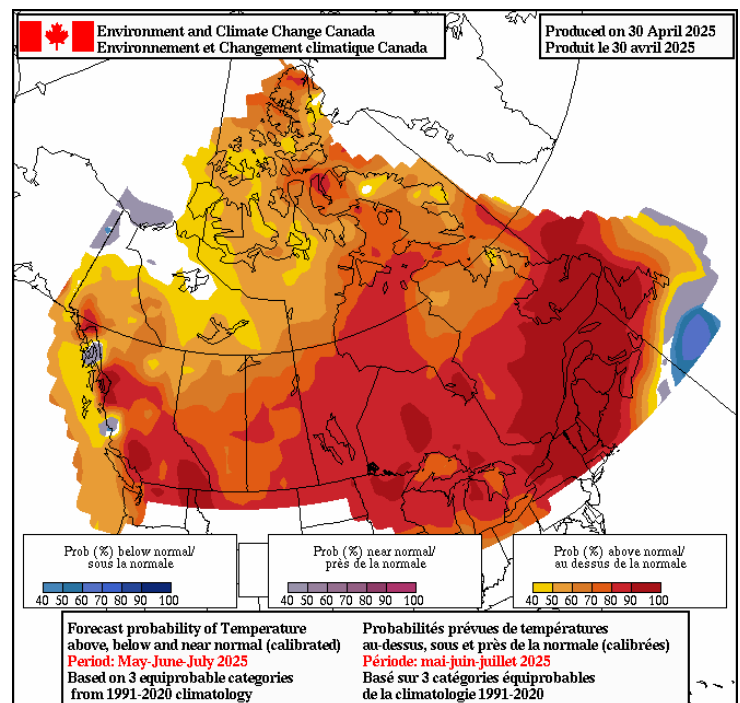 Environment and Climate Change Canada
Environnement et Changement climatique Canada
Produced on 30 April 2025
Produit le 30 avril 2025
Prob (%) below normal/
sous la normale
40 50 60 70 80 90 100
Prob (%) near normal/
près de la normale
40 50 60 70 80 90 100
Prob (%) above normal/
au dessus de la normale
40 50 60 70 80 90 100
Forecast probability of Temperature
above, below and near normal (calibrated)
Period: May-June-July 2025
Based on 3 equiprobable categories
from 1991-2020 climatology
Probabilités prévues de températures
au-dessus, sous et près de la normale (calibrées)
Période: mai-juin-juillet 2025
Basé sur 3 catégories équiprobables
de la climatologie 1991-2020